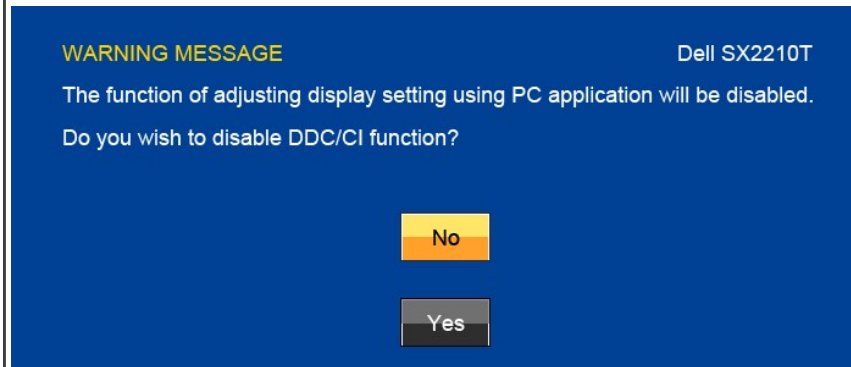 WARNING MESSAGE Dell SX2210T
The function of adjusting display setting using PC application will be disabled.
Do you wish to disable DDC/CI function?
No
Yes